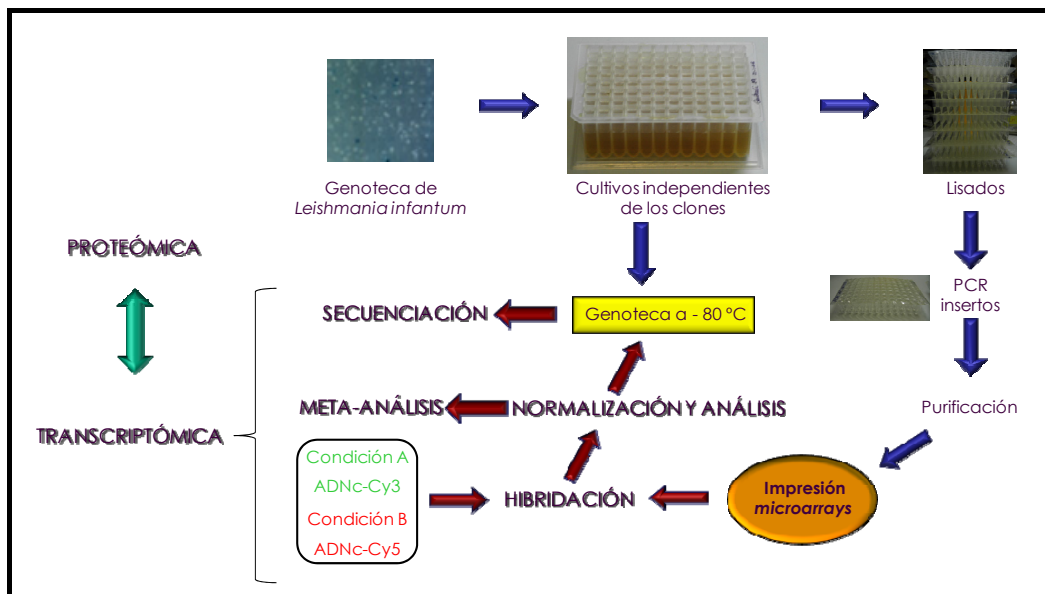 Genoteca de
Leishmania infantum
Cultivos independientes
de los clones
Lisados
PROTEÓMICA
PCR
insertos
SECUENCIACIÓN
Genoteca a - 80 ºC
META-ANÁLISIS
NORMALIZACIÓN Y ANÁLISIS
Purificación
TRANSCRIPTÓMICA
Condición A
ADNc-Cy3
Condición B
ADNc-Cy5
HIBRIDACIÓN
Impresión
microarrays